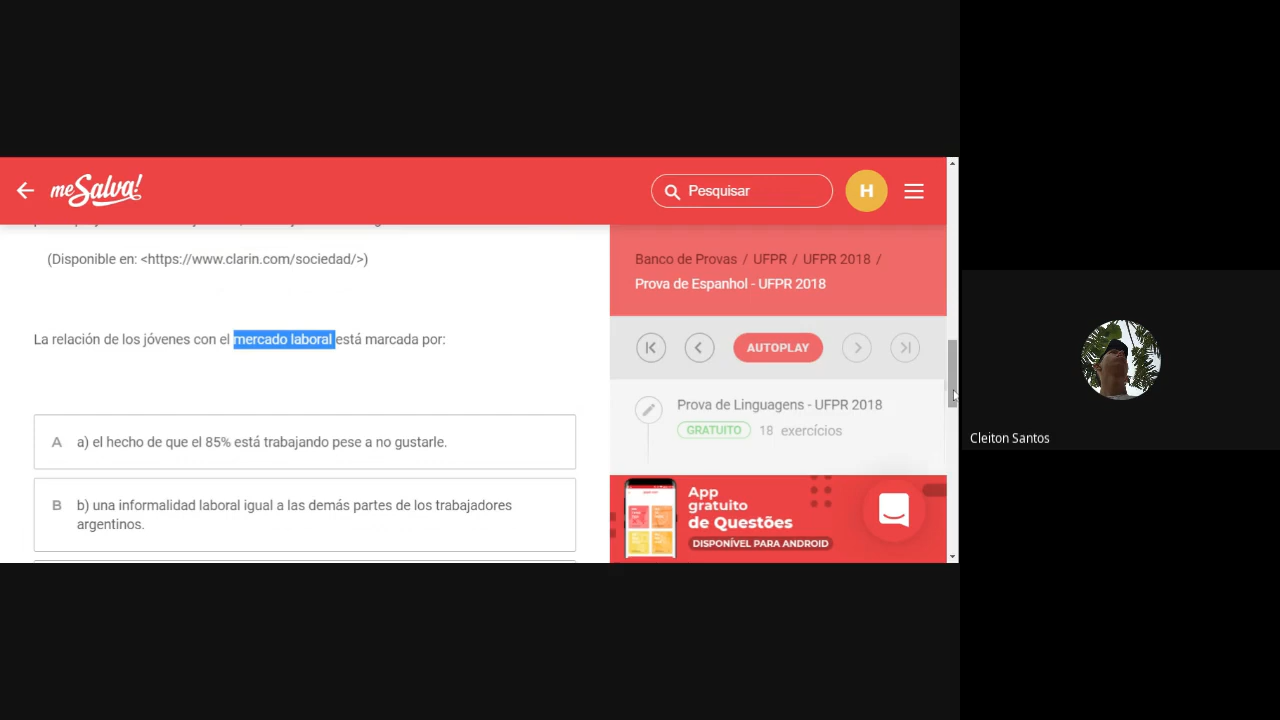 me Salva!
Pesquisar
H
(Disponible en: <https://www.clarin.com/sociedad/>)
La relación de los jóvenes con el mercado laboral está marcada por:
A a) el hecho de que el 85% está trabajando pese a no gustarle.
B b) una informalidad laboral igual a las demás partes de los trabajadores
argentinos.
Banco de Provas / UFPR / UFPR 2018 /
Prova de Espanhol - UFPR 2018
AUTOPLAY
Prova de Linguagens - UFPR 2018
GRATUITO 18 exercícios
App
gratuito
de Questões
DISPONÍVEL PARA ANDROID
Cleiton Santos